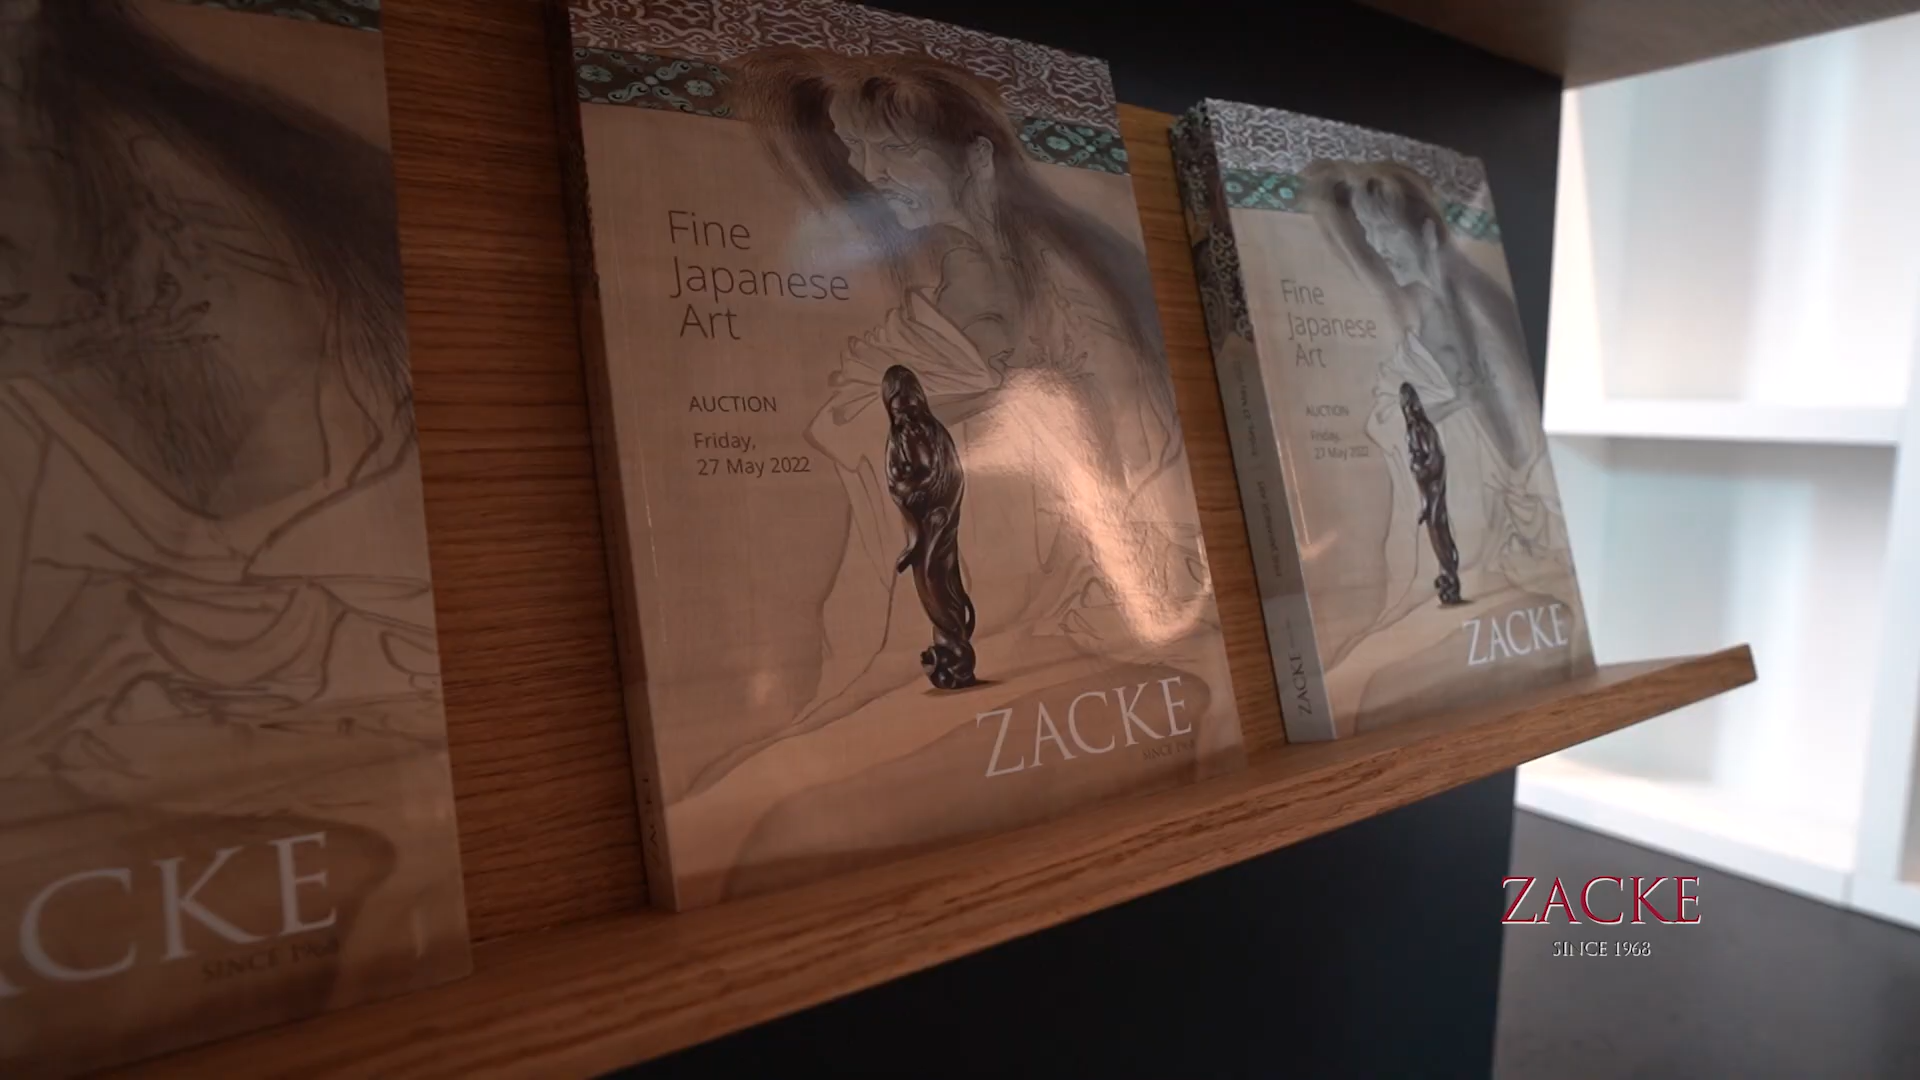 Fine
Japanese
Art
AUCTION
Friday,
27 May 2022
ZACKE
SINCE 1968
Fine
Japanese
Art
AUCTION
Friday,
27 May 2022
ZACKE
ZACKE
ACKE
SINCE 1968
ZACKE
SINCE 1968